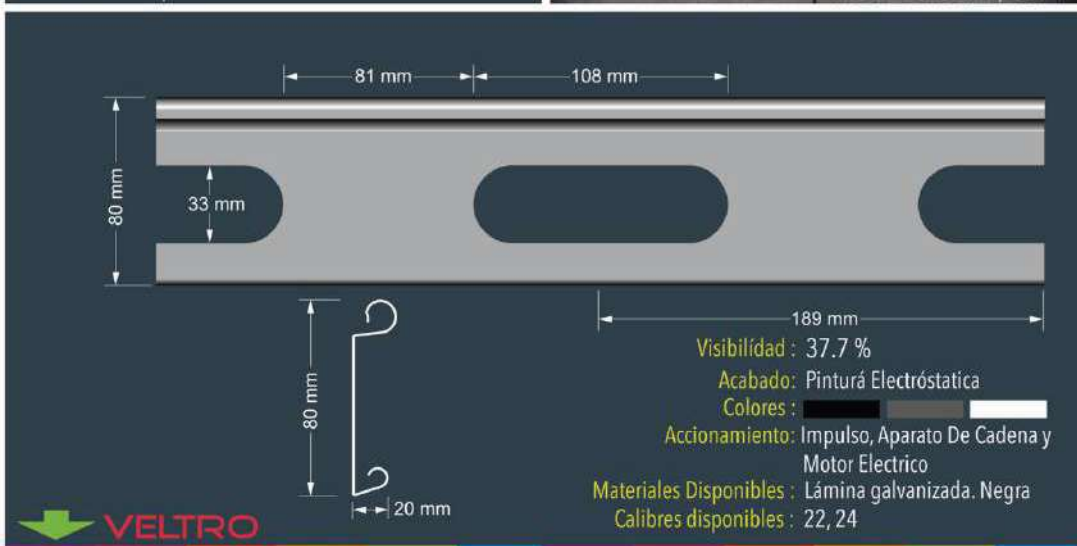 81 mm
108 mm
80 mm
33 mm
189 mm
80 mm
20 mm
Visibilídad : 37.7 %
Acabado: Pinturá Electróstatica
Colores :
Accionamiento: Impulso, Aparato De Cadena y
Motor Electrico
Materiales Disponibles : Lámina galvanizada. Negra
Calibres disponibles : 22, 24
VELTRO